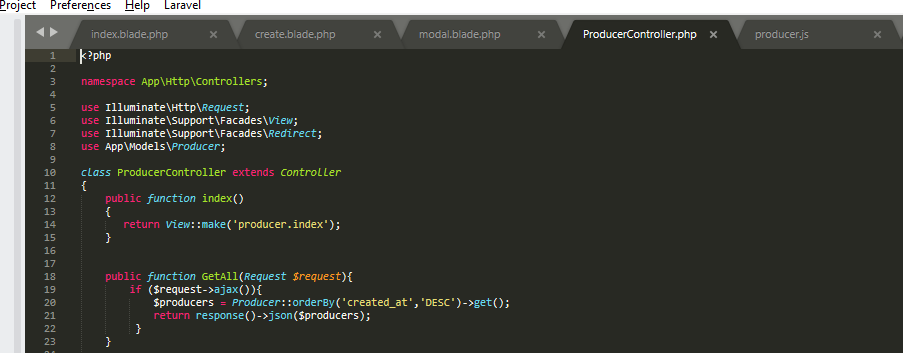 Project Preferences Help Laravel
index.blade.php × create.blade.php × modal.blade.php × ProducerController.php × producer.js ×
1 <?php
2
3 namespace App\Http\Controllers;
4
5 use Illuminate\Http\Request;
6 use Illuminate\Support\Facades\View;
7 use Illuminate\Support\Facades\Redirect;
8 use App\Models\Producer;
9
10 class ProducerController extends Controller
11 {
12 public function index()
13 {
14 return View::make('producer.index');
15 }
16
17
18 public function GetAll(Request $request){
19 if ($request->ajax()){
20 $producers = Producer::orderBy('created_at','DESC')->get();
21 return response()->json($producers);
22 }
23 }